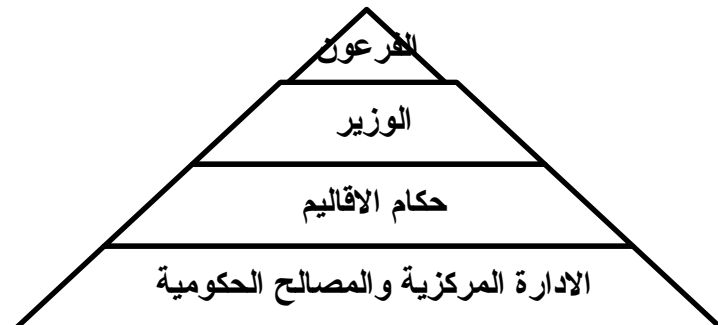 الفرعون
الوزير
حكام الاقاليم
الادارة المركزية والمصالح الحكومية